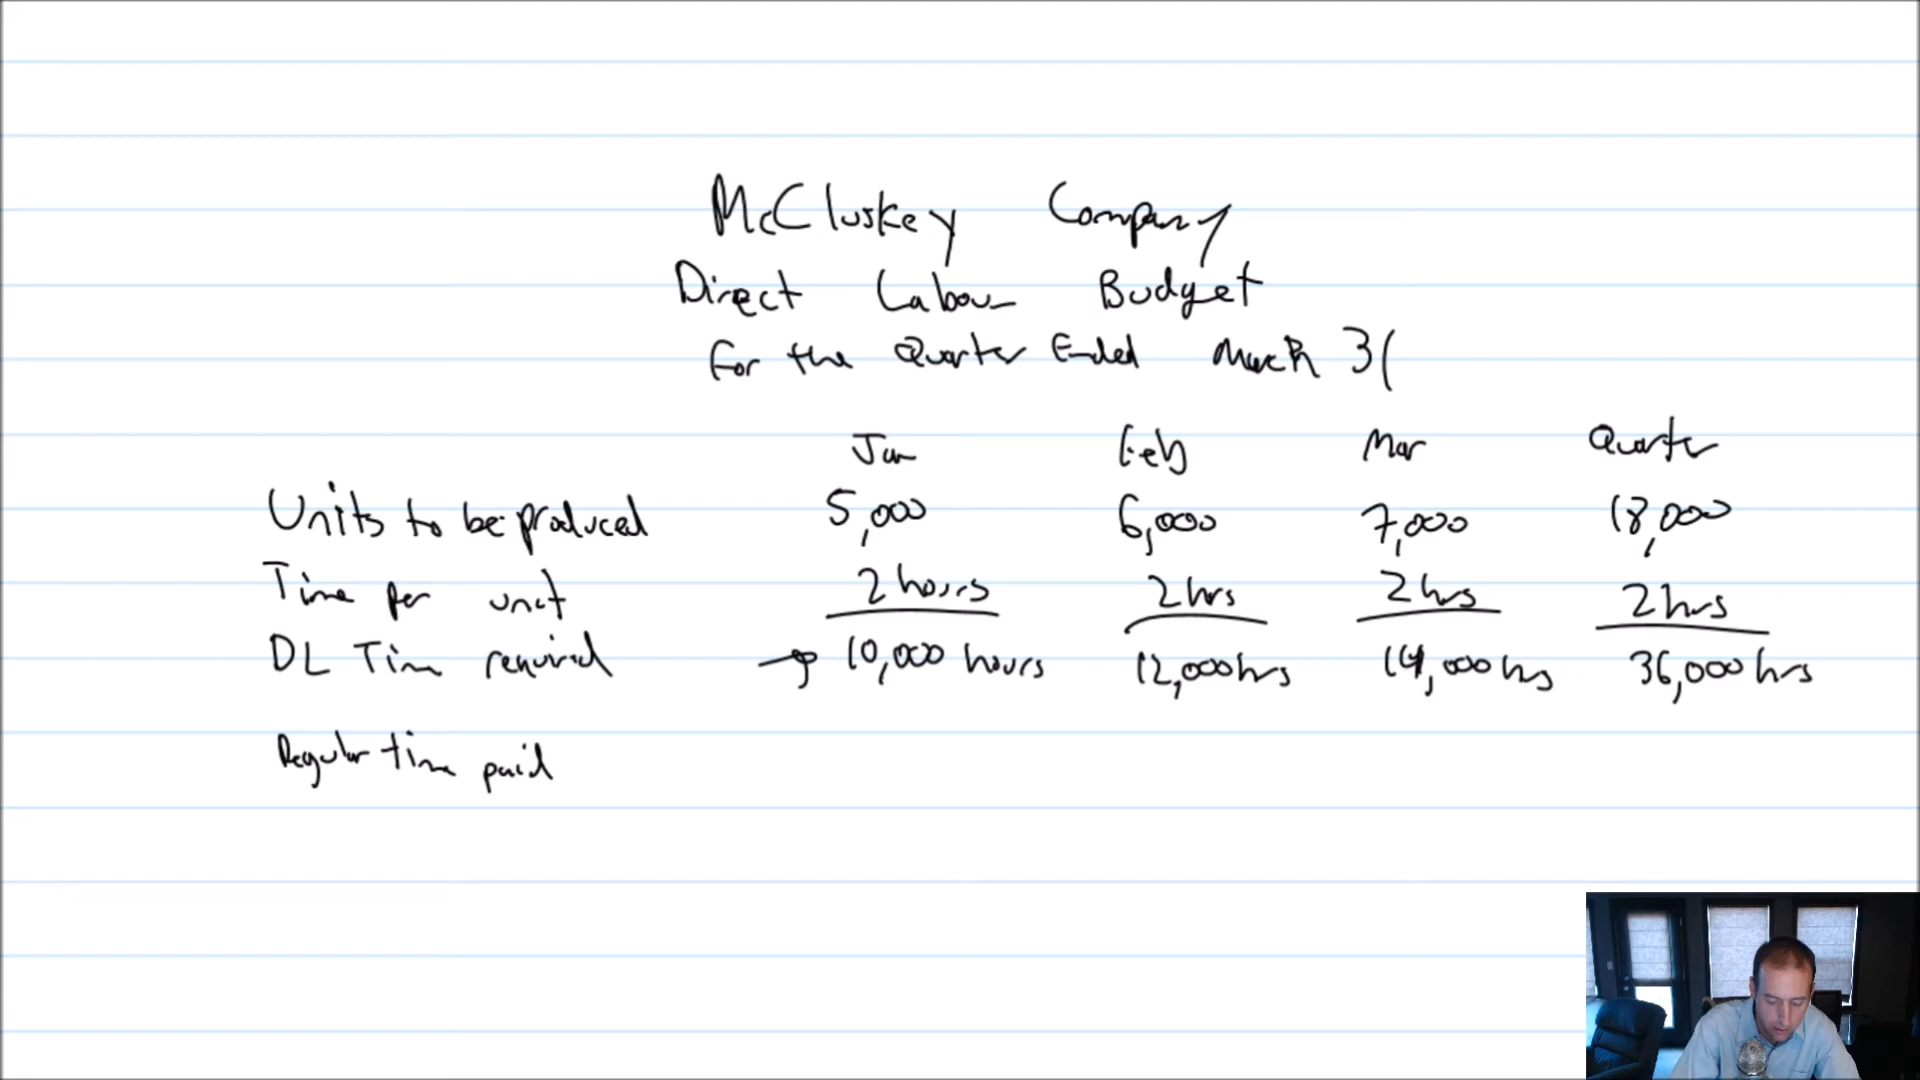 McCluskey Company
Direct Labour Budget
For the Quarter Ended March 31
Jan Feb Mar Quarter
Units to be produced 5,000 6,000 7,000 18,000
Time per unit 2 hours 2 hrs 2 hrs 2 hrs
DL Time required → 10,000 hours 12,000 hrs 14,000 hrs 36,000 hrs
Regular time paid